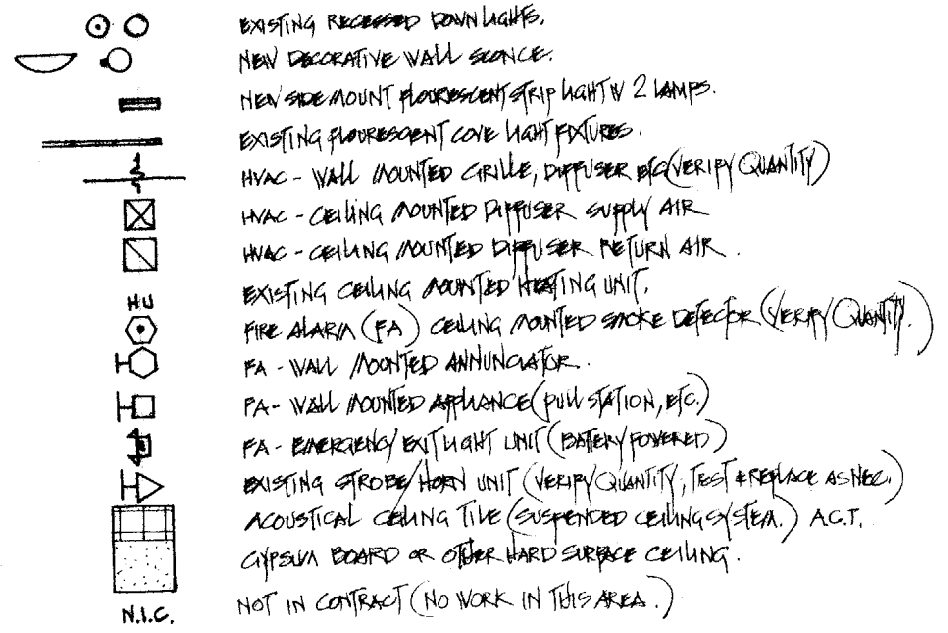 EXISTING RECESSED DOWNLIGHTS.
NEW DECORATIVE WALL SCONCE.
NEW SIDE MOUNT FLOURESCENT STRIP LIGHT W 2 LAMPS.
EXISTING FLOURESCENT COVE LIGHT FIXTURES.
HVAC - WALL MOUNTED GRILLE, DIFFUSER ETC (VERIFY QUANTITY)
HVAC - CEILING MOUNTED DIFFUSER SUPPLY AIR
HVAC - CEILING MOUNTED DIFFUSER RETURN AIR.
HU EXISTING CEILING MOUNTED HEATING UNIT.
FIRE ALARM (FA) CEILING MOUNTED SMOKE DETECTOR (VERIFY QUANTITY.)
FA - WALL MOUNTED ANNUNCIATOR.
FA - WALL MOUNTED APPLIANCE (PULL STATION, ETC.)
FA - EMERGENCY/EXIT LIGHT UNIT (BATERY POWERED)
EXISTING STROBE/HORN UNIT (VERIFY QUANTITY, TEST & REPLACE AS NEC.)
ACOUSTICAL CEILING TILE (SUSPENDED CEILING SYSTEM.) A.C.T.
GYPSUM BOARD OR OTHER HARD SURFACE CEILING.
N.I.C. NOT IN CONTRACT (NO WORK IN THIS AREA.)